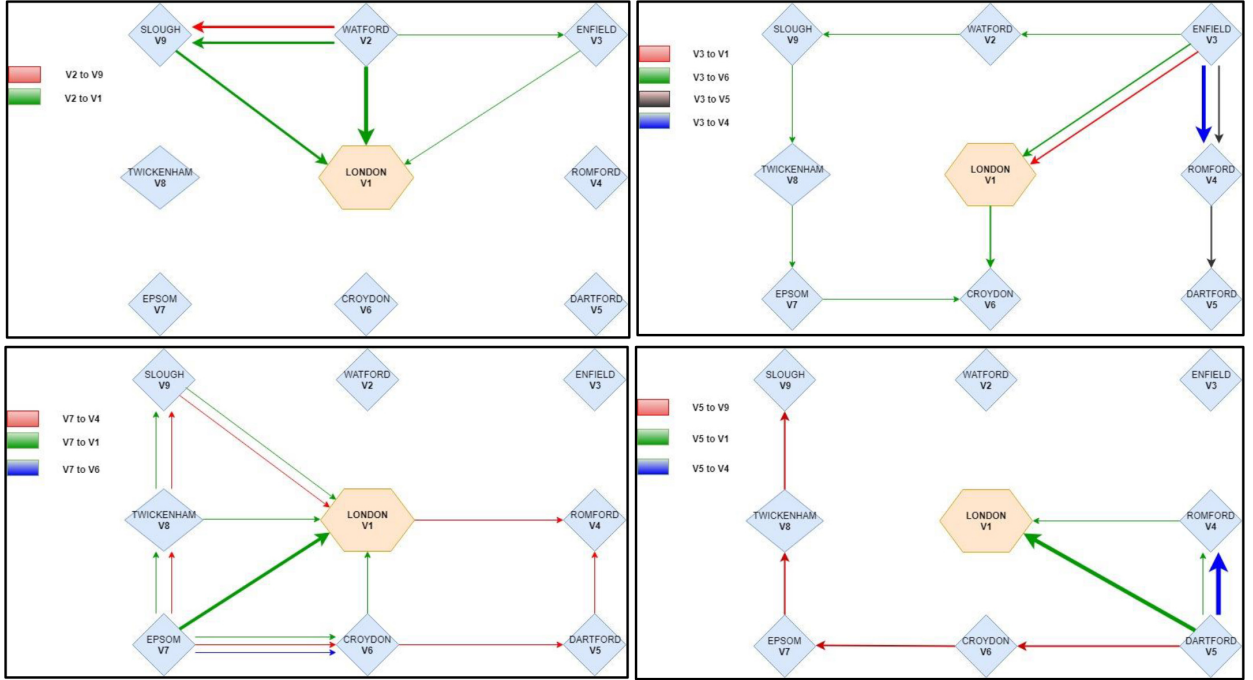 SLOUGH
V9
WATFORD
V2
ENFIELD
V3
V2 to V9
V2 to V1
TWICKENHAM
V8
LONDON
V1
ROMFORD
V4
EPSOM
V7
CROYDON
V6
DARTFORD
V5
SLOUGH
V9
WATFORD
V2
ENFIELD
V3
V3 to V1
V3 to V6
V3 to V5
V3 to V4
TWICKENHAM
V8
LONDON
V1
ROMFORD
V4
EPSOM
V7
CROYDON
V6
DARTFORD
V5
SLOUGH
V9
WATFORD
V2
ENFIELD
V3
V7 to V4
V7 to V1
V7 to V6
TWICKENHAM
V8
LONDON
V1
ROMFORD
V4
EPSOM
V7
CROYDON
V6
DARTFORD
V5
SLOUGH
V9
WATFORD
V2
ENFIELD
V3
V5 to V9
V5 to V1
V5 to V4
TWICKENHAM
V8
LONDON
V1
ROMFORD
V4
EPSOM
V7
CROYDON
V6
DARTFORD
V5